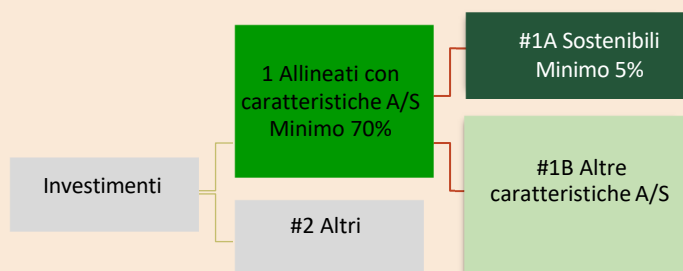 Investimenti
1 Allineati con
caratteristiche A/S
Minimo 70%
#2 Altri
#1A Sostenibili
Minimo 5%
#1B Altre
caratteristiche A/S